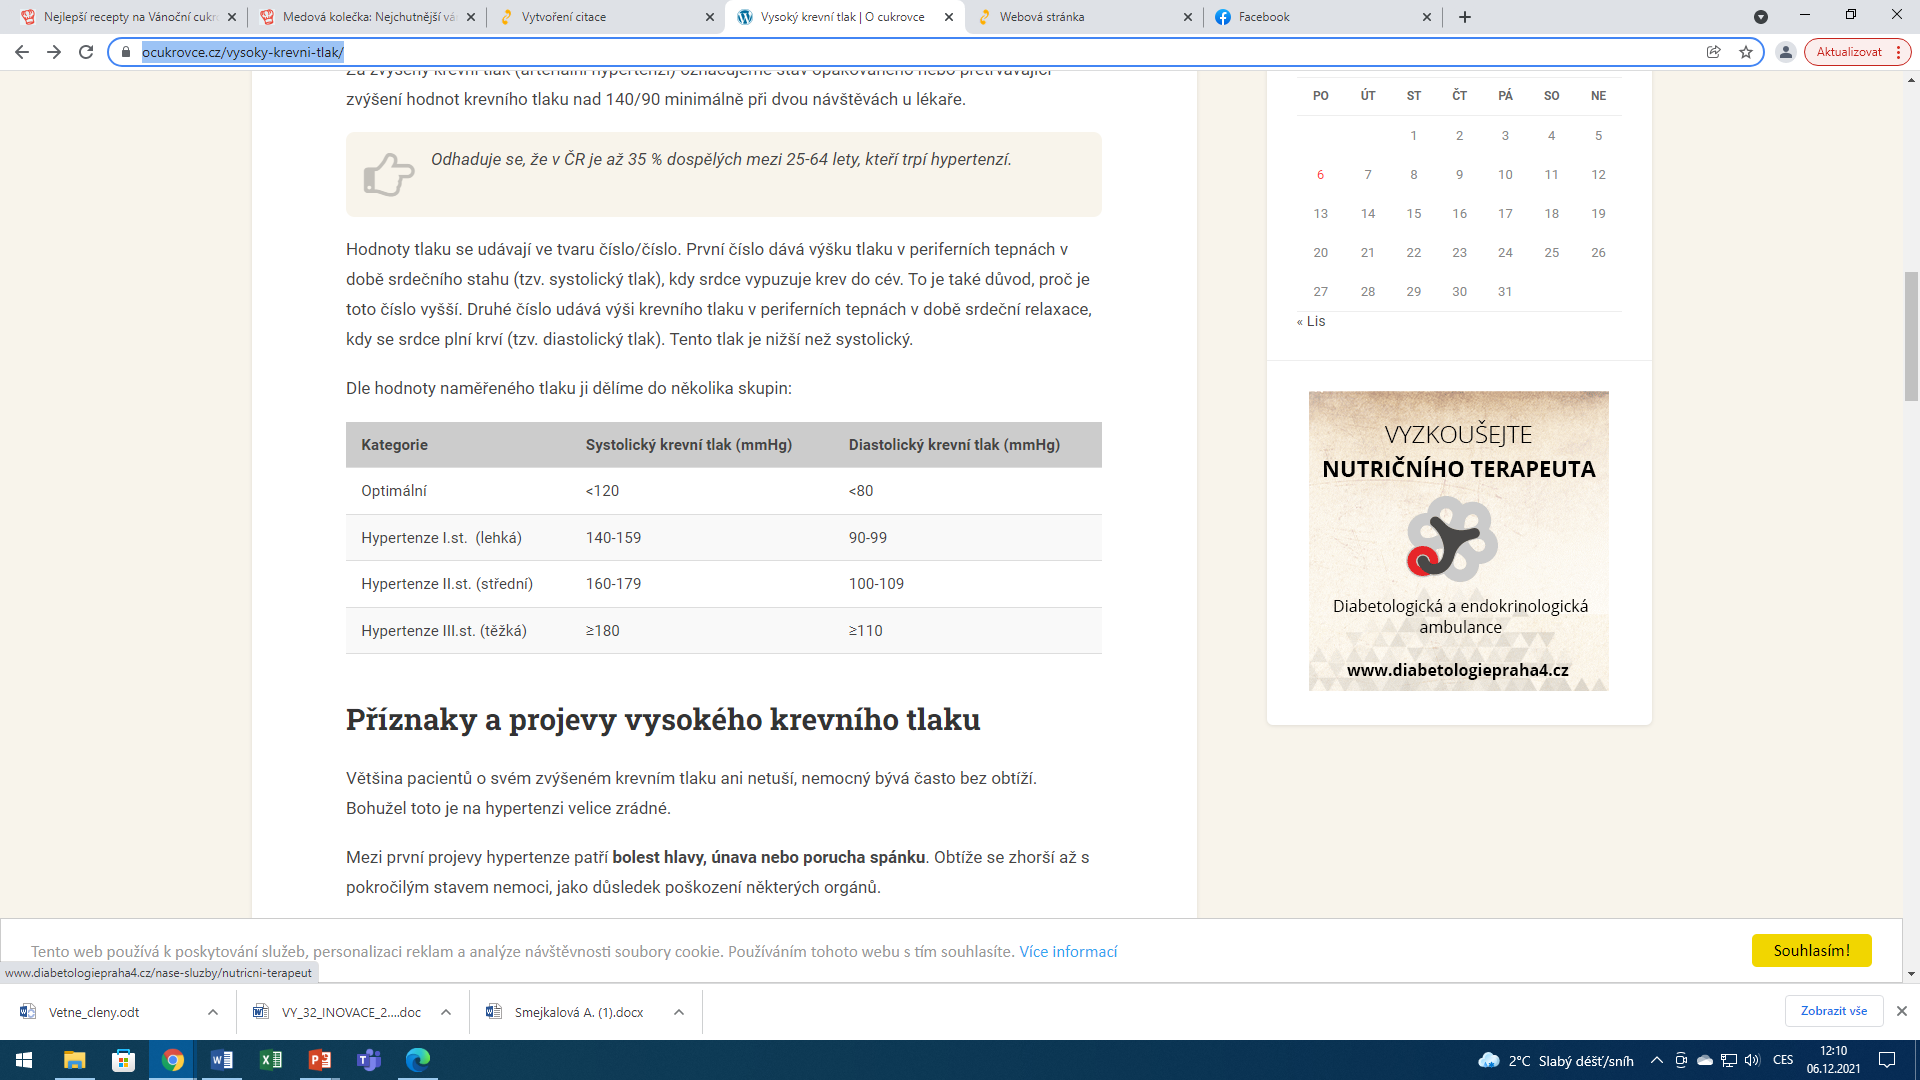 Nejlepší recepty na Vánoční cukr
Medová kolečka: Nejchutnější vá
Vytvoření citace
Vysoký krevní tlak | O cukrovce
Webová stránka
Facebook
ocukrovce.cz/vysoky-krevni-tlak/
Aktualizovat
Za zvýšený krevní tlak (arteriální hypertenzi) označujeme stav opakovaného nebo přetrvávající
zvýšení hodnot krevního tlaku nad 140/90 minimálně při dvou návštěvách u lékaře.
Odhaduje se, že v ČR je až 35 % dospělých mezi 25-64 lety, kteří trpí hypertenzí.
Hodnoty tlaku se udávají ve tvaru číslo/číslo. První číslo dává výšku tlaku v periferních tepnách v
době srdečního stahu (tzv. systolický tlak), kdy srdce vypuzuje krev do cév. To je také důvod, proč je
toto číslo vyšší. Druhé číslo udává výši krevního tlaku v periferních tepnách v době srdeční relaxace,
kdy se srdce plní krví (tzv. diastolický tlak). Tento tlak je nižší než systolický.
Dle hodnoty naměřeného tlaku ji dělíme do několika skupin:
Kategorie Systolický krevní tlak (mmHg) Diastolický krevní tlak (mmHg)
Optimální <120 <80
Hypertenze I.st. (lehká) 140-159 90-99
Hypertenze II.st. (střední) 160-179 100-109
Hypertenze III.st. (těžká) ≥180 ≥110
Příznaky a projevy vysokého krevního tlaku
Většina pacientů o svém zvýšeném krevním tlaku ani netuší, nemocný bývá často bez obtíží.
Bohužel toto je na hypertenzi velice zrádné.
Mezi první projevy hypertenze patří bolest hlavy, únava nebo porucha spánku. Obtíže se zhorší až s
pokročilým stavem nemoci, jako důsledek poškození některých orgánů.
PO ÚT ST ČT PÁ SO NE
1 2 3 4 5
6 7 8 9 10 11 12
13 14 15 16 17 18 19
20 21 22 23 24 25 26
27 28 29 30 31
« Lis
VYZKOUŠEJTE
NUTRIČNÍHO TERAPEUTA
Diabetologická a endokrinologická
ambulance
www.diabetologiepraha4.cz
Tento web používá k poskytování služeb, personalizaci reklam a analýze návštěvnosti soubory cookie. Používáním tohoto webu s tím souhlasíte. Více informací
Souhlasím!
www.diabetologiepraha4.cz/nase-sluzby/nutricni-terapeut
Vetne_cleny.odt
VY_32_INOVACE_2....doc
Smejkalová A. (1).docx
Zobrazit vše
2°C Slabý déšť/sníh
CES
12:10
06.12.2021